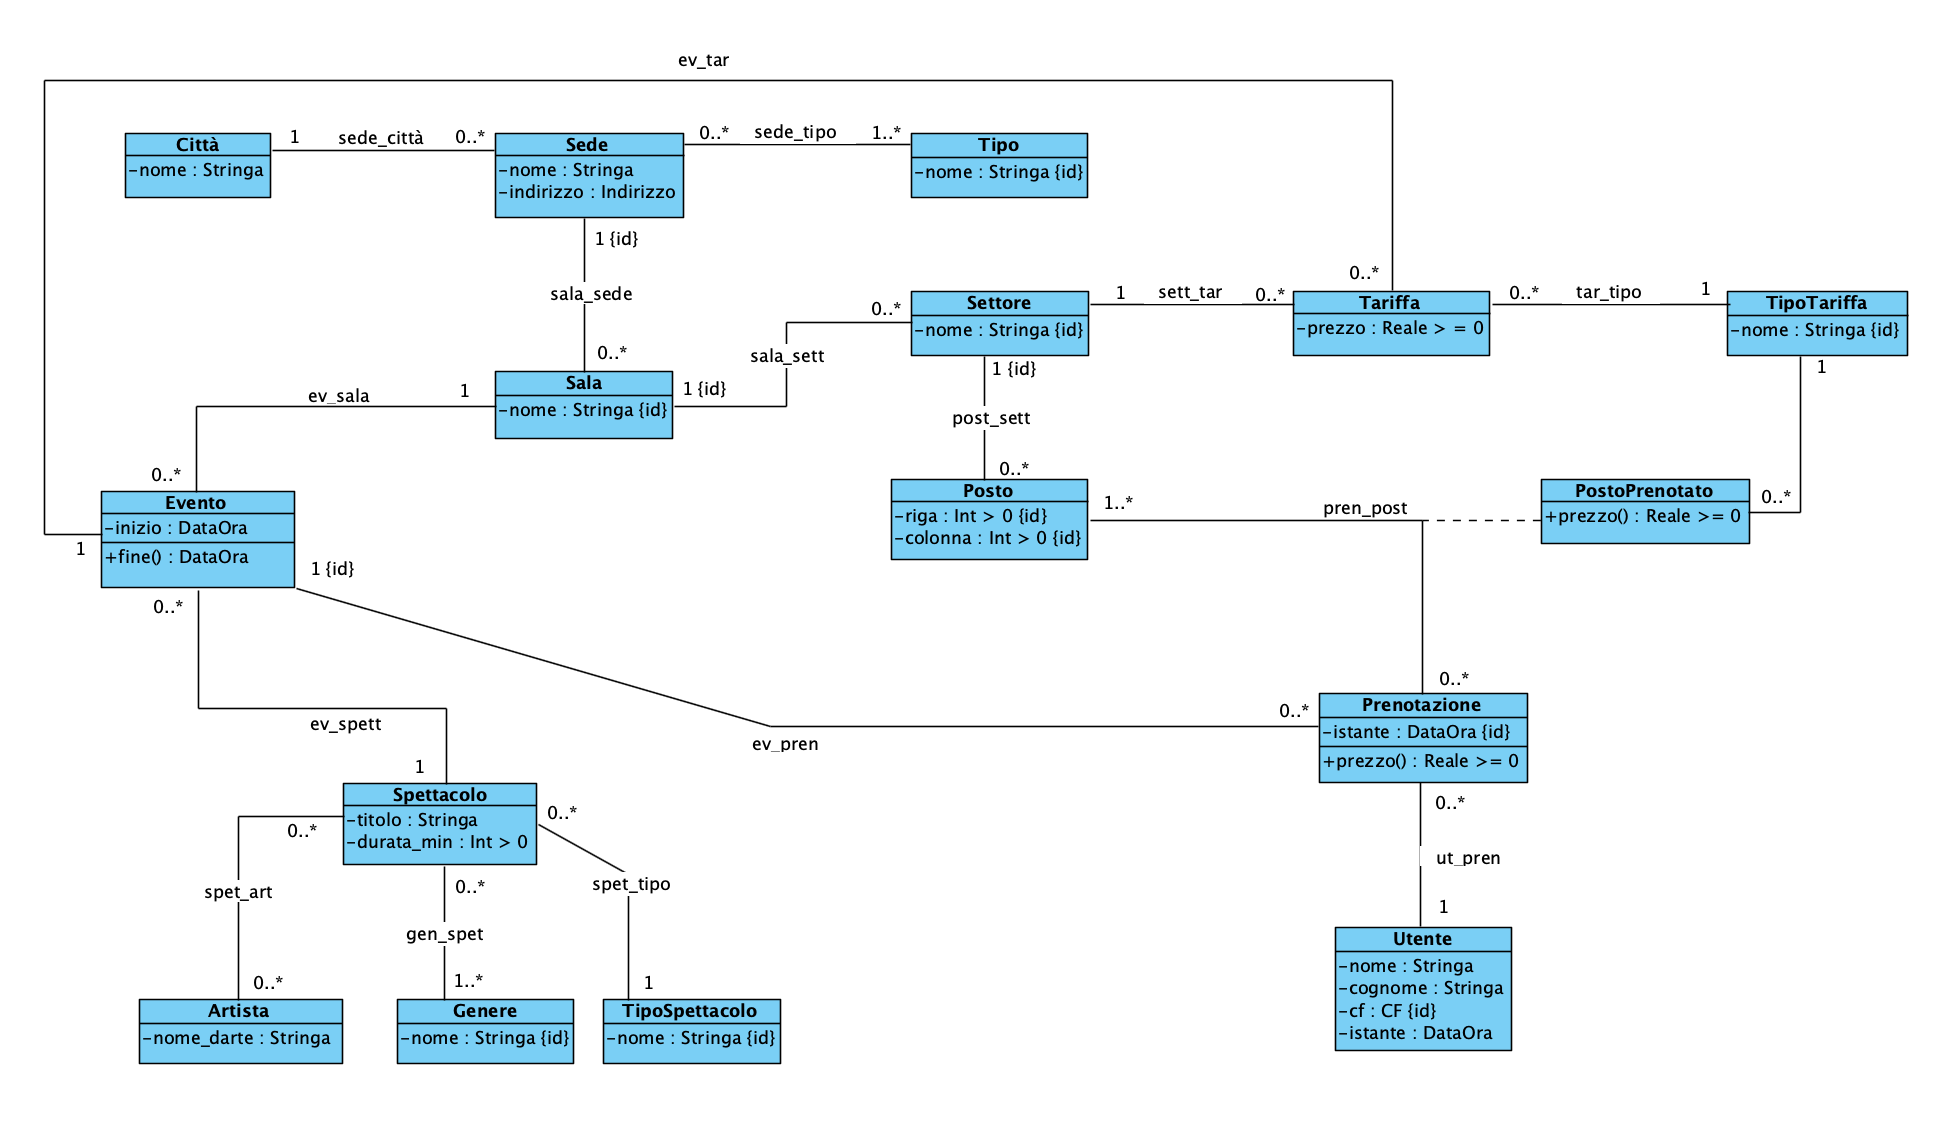 ev_tar
Città
-nome : Stringa
1
sede_città
0..*
Sede
-nome : Stringa
-indirizzo : Indirizzo
0..*
sede_tipo
1..*
Tipo
-nome : Stringa {id}
1 {id}
sala_sede
0..*
Sala
-nome : Stringa {id}
1 {id}
sala_sett
0..*
Settore
-nome : Stringa {id}
1
sett_tar
0..*
0..*
Tariffa
-prezzo : Reale > = 0
0..*
tar_tipo
1
TipoTariffa
-nome : Stringa {id}
1
ev_sala
1
0..*
1 {id}
post_sett
0..*
Posto
-riga : Int > 0 {id}
-colonna : Int > 0 {id}
1..*
pren_post
PostoPrenotato
+prezzo() : Reale >= 0
0..*
Evento
-inizio : DataOra
+fine() : DataOra
1
1 {id}
0..*
ev_spett
1
ev_pren
0..*
0..*
Prenotazione
-istante : DataOra {id}
+prezzo() : Reale >= 0
0..*
ut_pren
1
Spettacolo
-titolo : Stringa
-durata_min : Int > 0
0..*
spet_art
0..*
0..*
gen_spet
1..*
0..*
spet_tipo
1
Artista
-nome_darte : Stringa
Genere
-nome : Stringa {id}
TipoSpettacolo
-nome : Stringa {id}
Utente
-nome : Stringa
-cognome : Stringa
-cf : CF {id}
-istante : DataOra